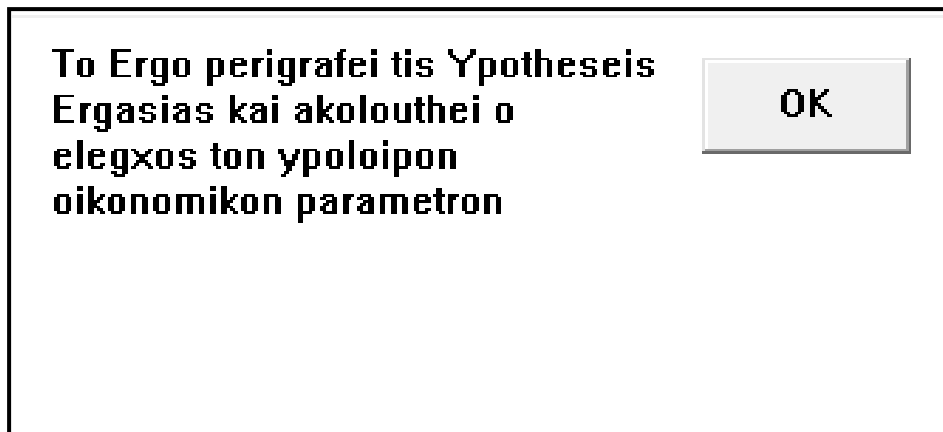 To Ergo perigrafei tis Ypotheseis
Ergasias kai akolouthei o
elegxos ton ypoloipon
oikonomikon parametron
OK